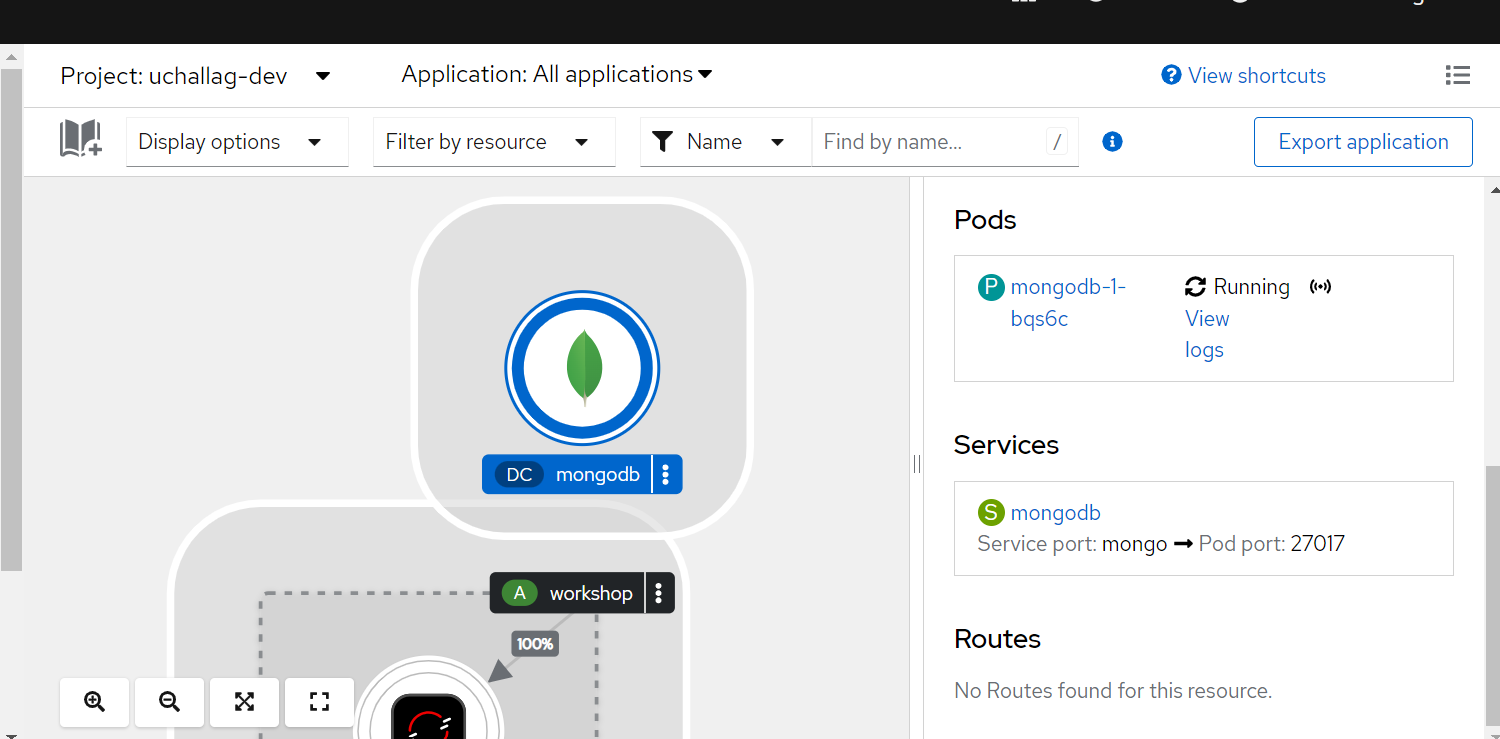 Project: uchallag-dev
Application: All applications
View shortcuts
Display options
Filter by resource
Name
Find by name...
/
Export application
DC mongodb
A workshop
100%
Pods
P mongodb-1-
bqs6c
Running
View
logs
Services
S mongodb
Service port: mongo ➞ Pod port: 27017
Routes
No Routes found for this resource.